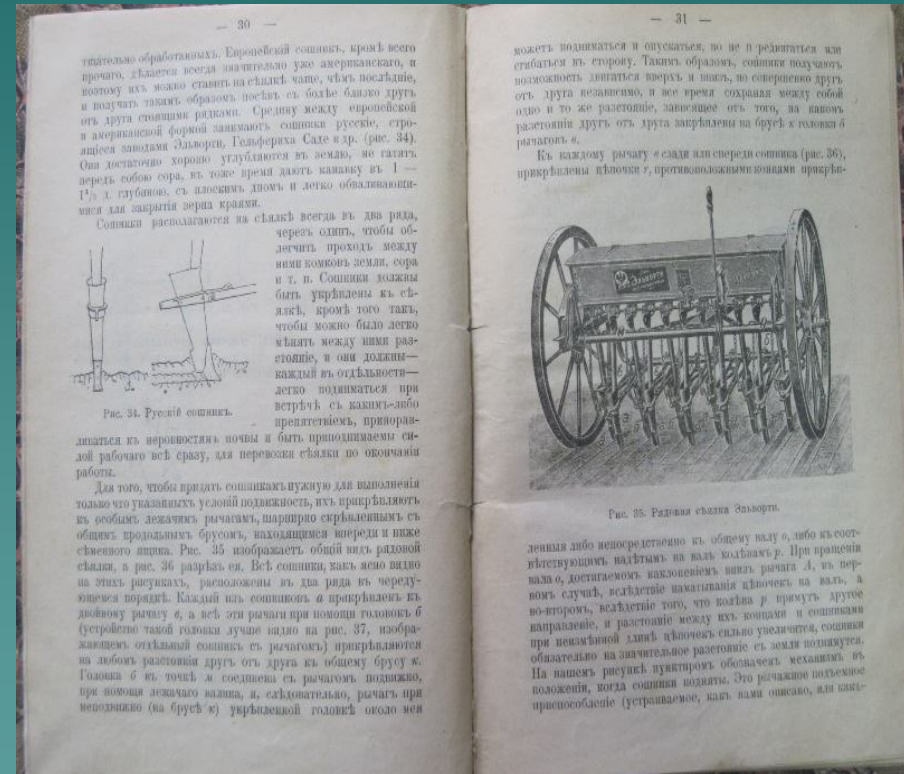 — 30 —
тщательно обработанныхъ. Европейскій сошникъ, кромѣ всего
прочаго, дѣлается всегда значительно уже американскаго, и
поэтому ихъ можно ставить на сѣялкѣ чаще, чѣмъ послѣдніе,
и получать такимъ образомъ посѣвъ съ болѣе близко другъ
отъ друга стоящими рядками. Средину между европейской
и американской формой занимаютъ сошники русскіе, стро-
ящіеся заводами Эльворти, Гельфериха Саде и др. (рис. 34).
Они достаточно хорошо углубляются въ землю, не гатятъ
передъ собою сора, въ тоже время даютъ канавку въ 1 —
1¹/₂ д. глубиною, съ плоскимъ дномъ и легко обваливающи-
мися для закрытія зерна краями.
Сошники располагаются на сѣялкѣ всегда въ два ряда,
черезъ одинъ, чтобы об-
легчить проходъ между
ними комковъ земли, сора
и т. п. Сошники должны
быть укрѣплены къ сѣ-
ялкѣ, кромѣ того такъ,
чтобы можно было легко
мѣнять между ними раз-
стояніе, и они должны—
каждый въ отдѣльности—
легко подниматься при
встрѣчѣ съ какимъ-либо
препятствіемъ, приправ-
Рис. 34. Русскій сошникъ.
ливаться къ неровностямъ почвы и быть приподнимаемы си-
лой рабочаго всѣ сразу, для перевозки сѣялки по окончаніи
работы.
Для того, чтобы придать сошникамъ нужную для выполненія
только что указанныхъ условій подвижность, ихъ прикрѣпляютъ
къ особымъ лежачимъ рычагамъ, шарнирно скрѣпленнымъ съ
общимъ продольнымъ брусомъ, находящимся впереди и ниже
сѣменного ящика. Рис. 35 изображаетъ общій видъ рядовой
сѣялки, а рис. 36 разрѣзъ ея. Всѣ сошники, какъ ясно видно
на этихъ рисункахъ, расположены въ два ряда въ череду-
ющемся порядкѣ. Каждый изъ сошниковъ а прикрѣпленъ къ
двойному рычагу в, а всѣ эти рычаги при помощи головокъ б
(устройство такой головки лучше видно на рис. 37, изобра-
жающемъ отдѣльный сошникъ съ рычагомъ) прикрѣпляются
на любомъ разстояніи другъ отъ друга къ общему брусу к.
Головка б въ точкѣ м соединена съ рычагомъ подвижно,
при помощи лежачаго валика, и, слѣдовательно, рычагъ при
неподвижно (на брусѣ к) укрѣпленной головкѣ около нея
— 31 —
можетъ подниматься и опускаться, но не передвигаться или
сгибаться въ сторону. Такимъ образомъ, сошники получаютъ
возможность двигаться вверхъ и внизъ, но совершенно другъ
отъ друга независимо, и все время сохраняя между собой
одно и то же разстояніе, зависящее отъ того, на какомъ
разстояніи другъ отъ друга закрѣплены на брусѣ к головки б
рычаговъ в.
Къ каждому рычагу в сзади или спереди сошника (рис. 36),
прикрѣплены цѣпочки г, противоположными концами прикрѣп-
Эльворти
Рис. 35. Рядовая сѣялка Эльворти.
ленныя либо непосредственно къ общему валу о, либо къ соот-
вѣтствующимъ надѣтымъ на валъ колѣнамъ р. При вращеніи
вала о, достигаемомъ наклоненіемъ внизъ рычага А, въ пер-
вомъ случаѣ, вслѣдствіе наматыванія цѣпочекъ на валъ, а
во-второмъ, вслѣдствіе того, что колѣна р примутъ другое
направленіе, и разстояніе между ихъ концами и сошниками
при неизмѣнной длинѣ цѣпочекъ сильно увеличится, сошники
обязательно на значительное разстояніе съ земли поднимутся.
На нашемъ рисункѣ пунктиромъ обозначенъ механизмъ въ
положеніи, когда сошники подняты. Это рычажное подъемное
приспособленіе (устраиваемое, какъ нами описано, или какъ-